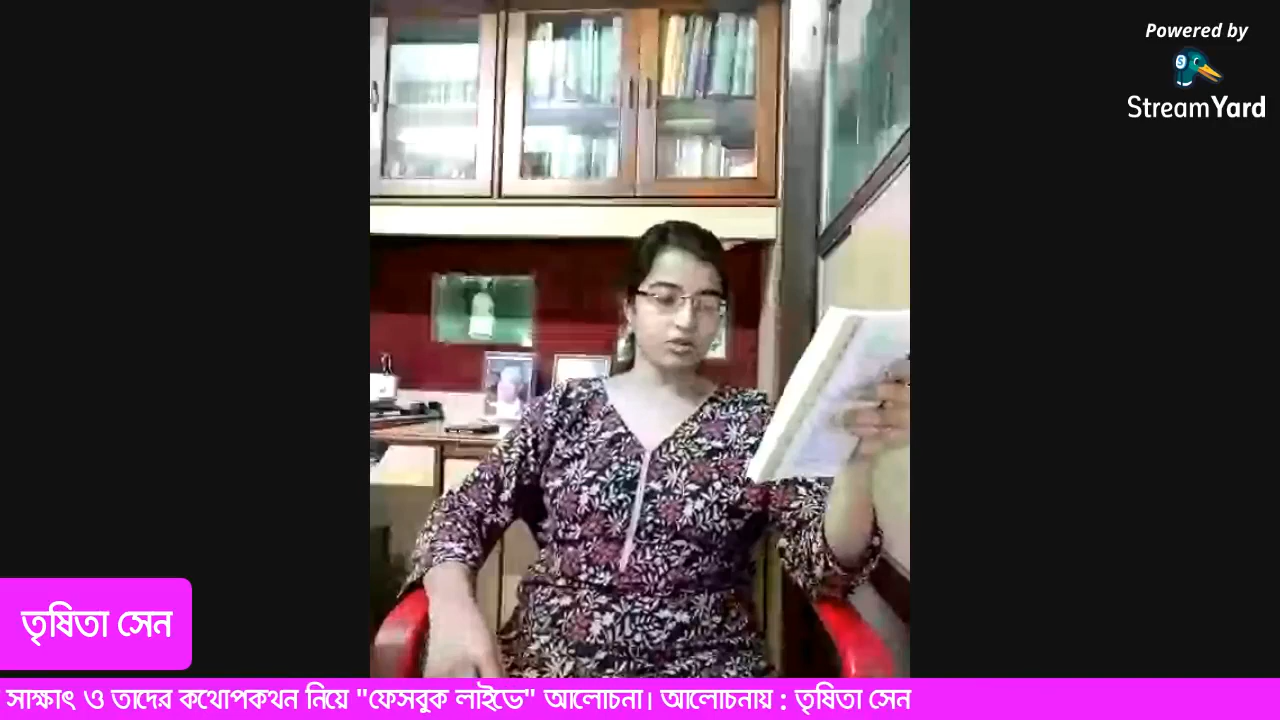 Powered by
StreamYard
তৃষিতা সেন
সাক্ষাৎ ও তাদের কথোপকথন নিয়ে "ফেসবুক লাইভে" আলোচনা। আলোচনায় : তৃষিতা সেন